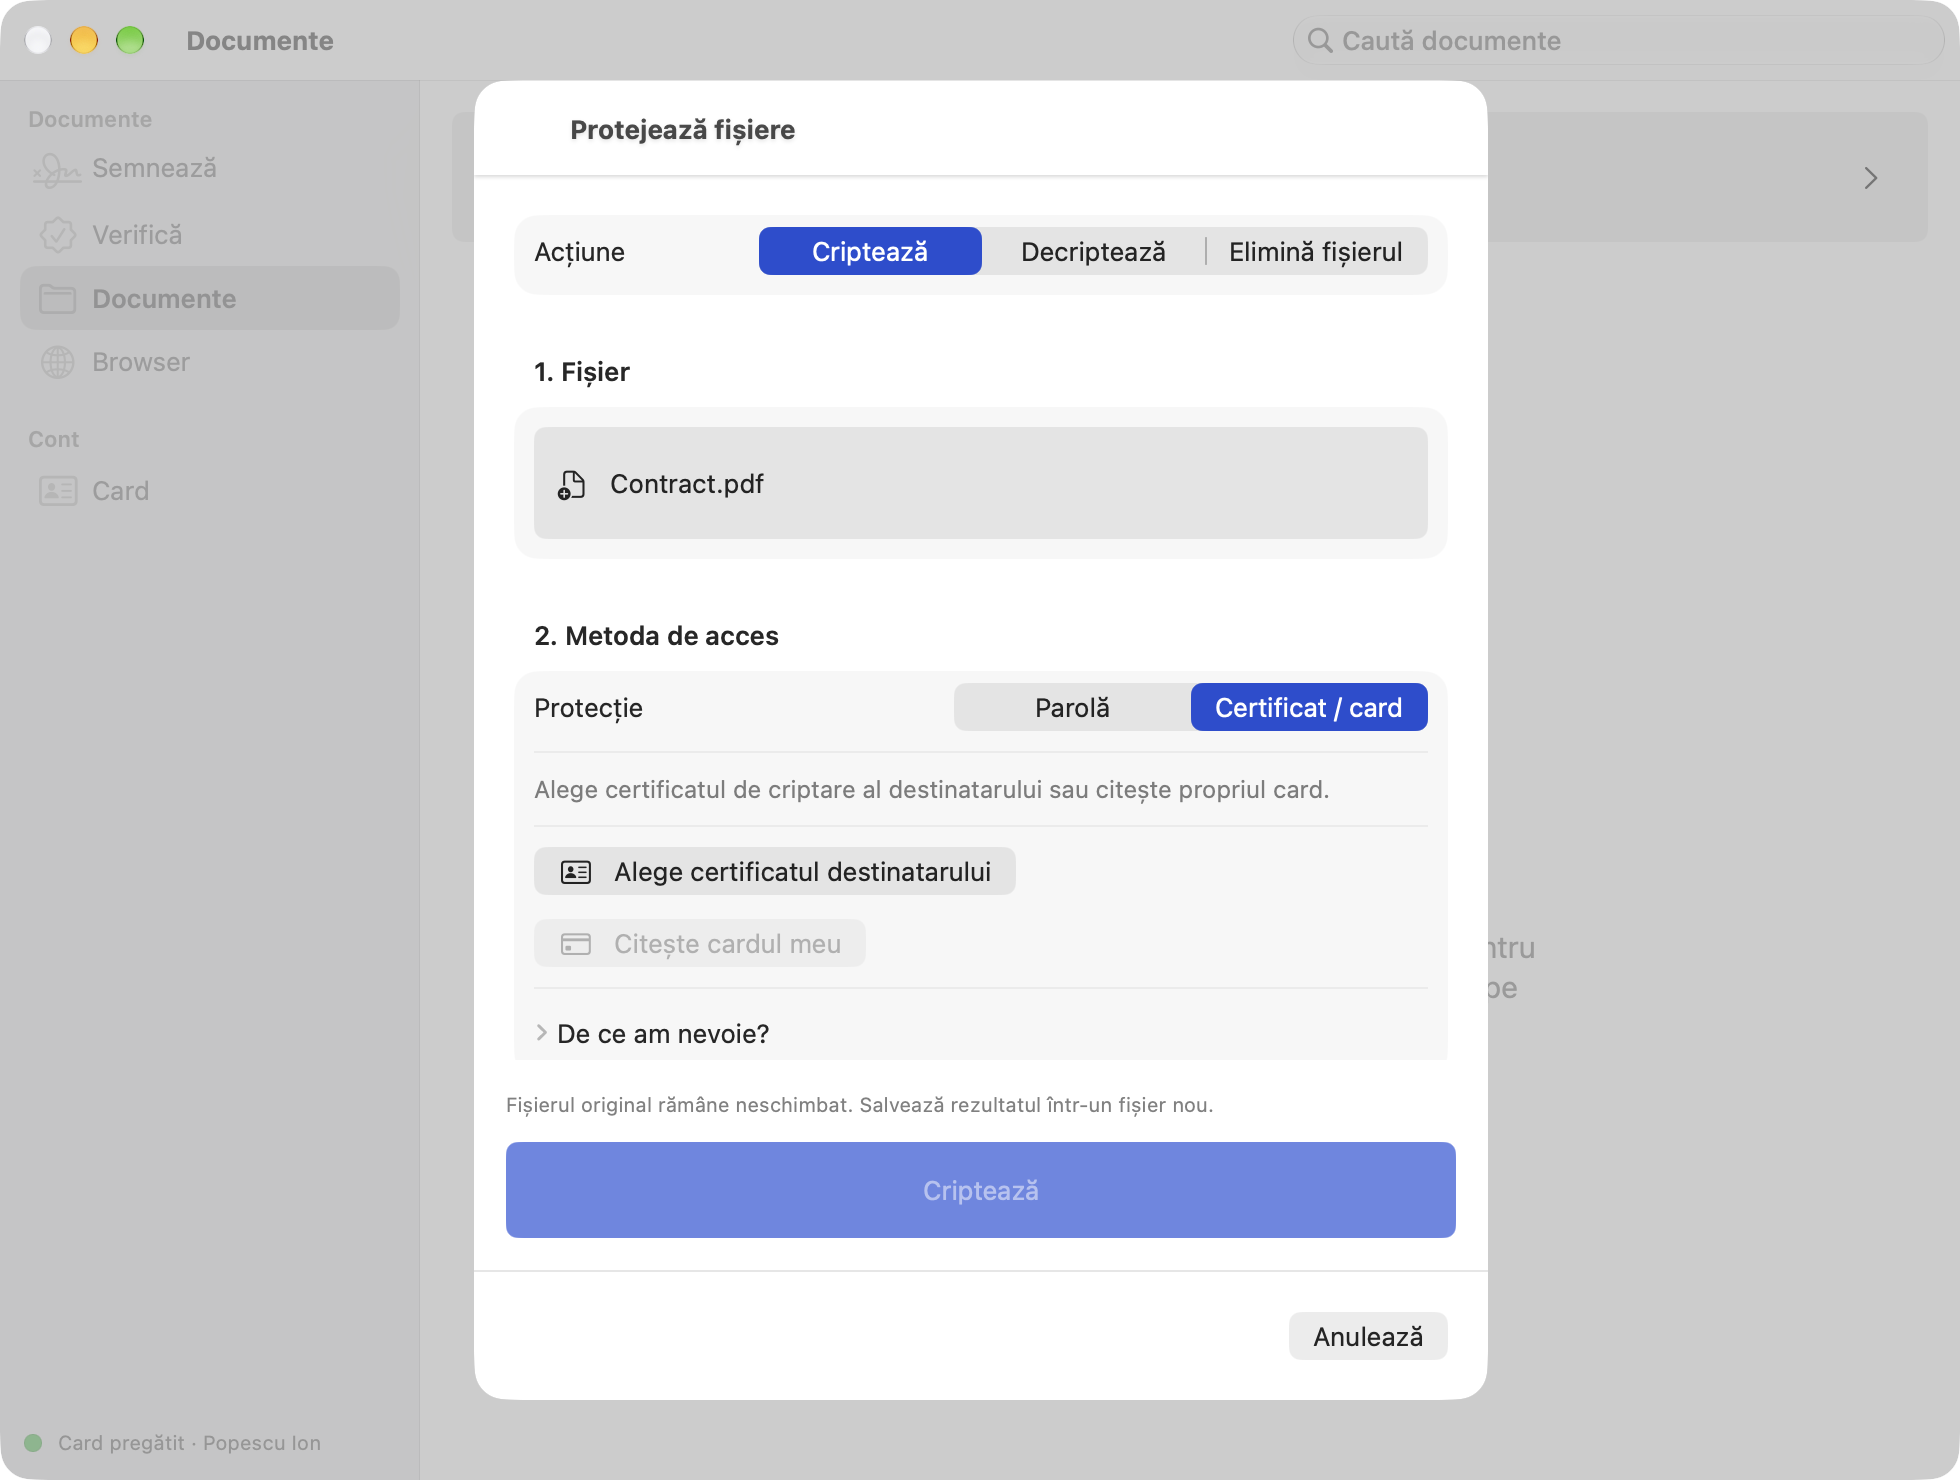 Documente
Caută documente
Documente
Semnează
Verifică
Documente
Browser
Cont
Card
Card pregătit · Popescu Ion
Protejează fișiere
Acțiune
Criptează
Decriptează
Elimină fișierul
1. Fișier
Contract.pdf
2. Metoda de acces
Protecție
Parolă
Certificat / card
Alege certificatul de criptare al destinatarului sau citește propriul card.
Alege certificatul destinatarului
Citește cardul meu
De ce am nevoie?
Fișierul original rămâne neschimbat. Salvează rezultatul într-un fișier nou.
Criptează
Anulează